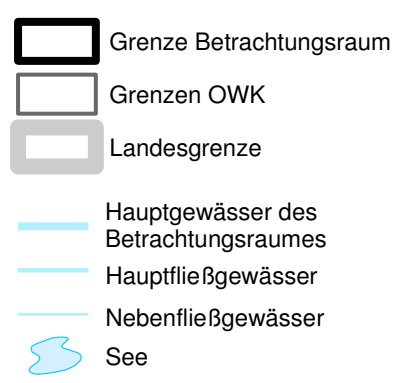 Grenze Betrachtungsraum
Grenzen OWK
Landesgrenze
Hauptgewässer des
Betrachtungsraumes
Hauptfließgewässer
Nebenfließgewässer
See